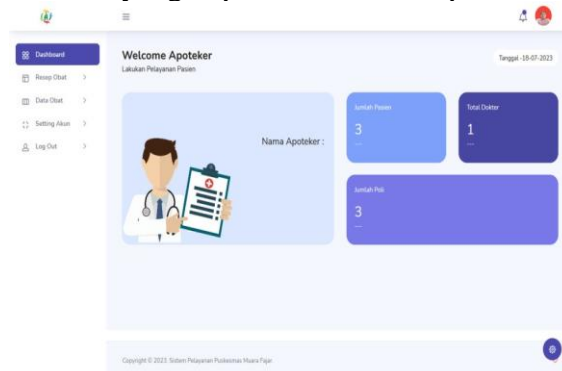 Dashboard
Resep Obat
Data Obat
Setting Akun
Log Out
Welcome Apoteker
Lakukan Pelayanan Pasien
Tanggal -18-07-2023
Nama Apoteker :
Jumlah Pasien
3
Total Dokter
1
Jumlah Poli
3
Copyright © 2023. Sistem Pelayanan Puskesmas Muara Fajar